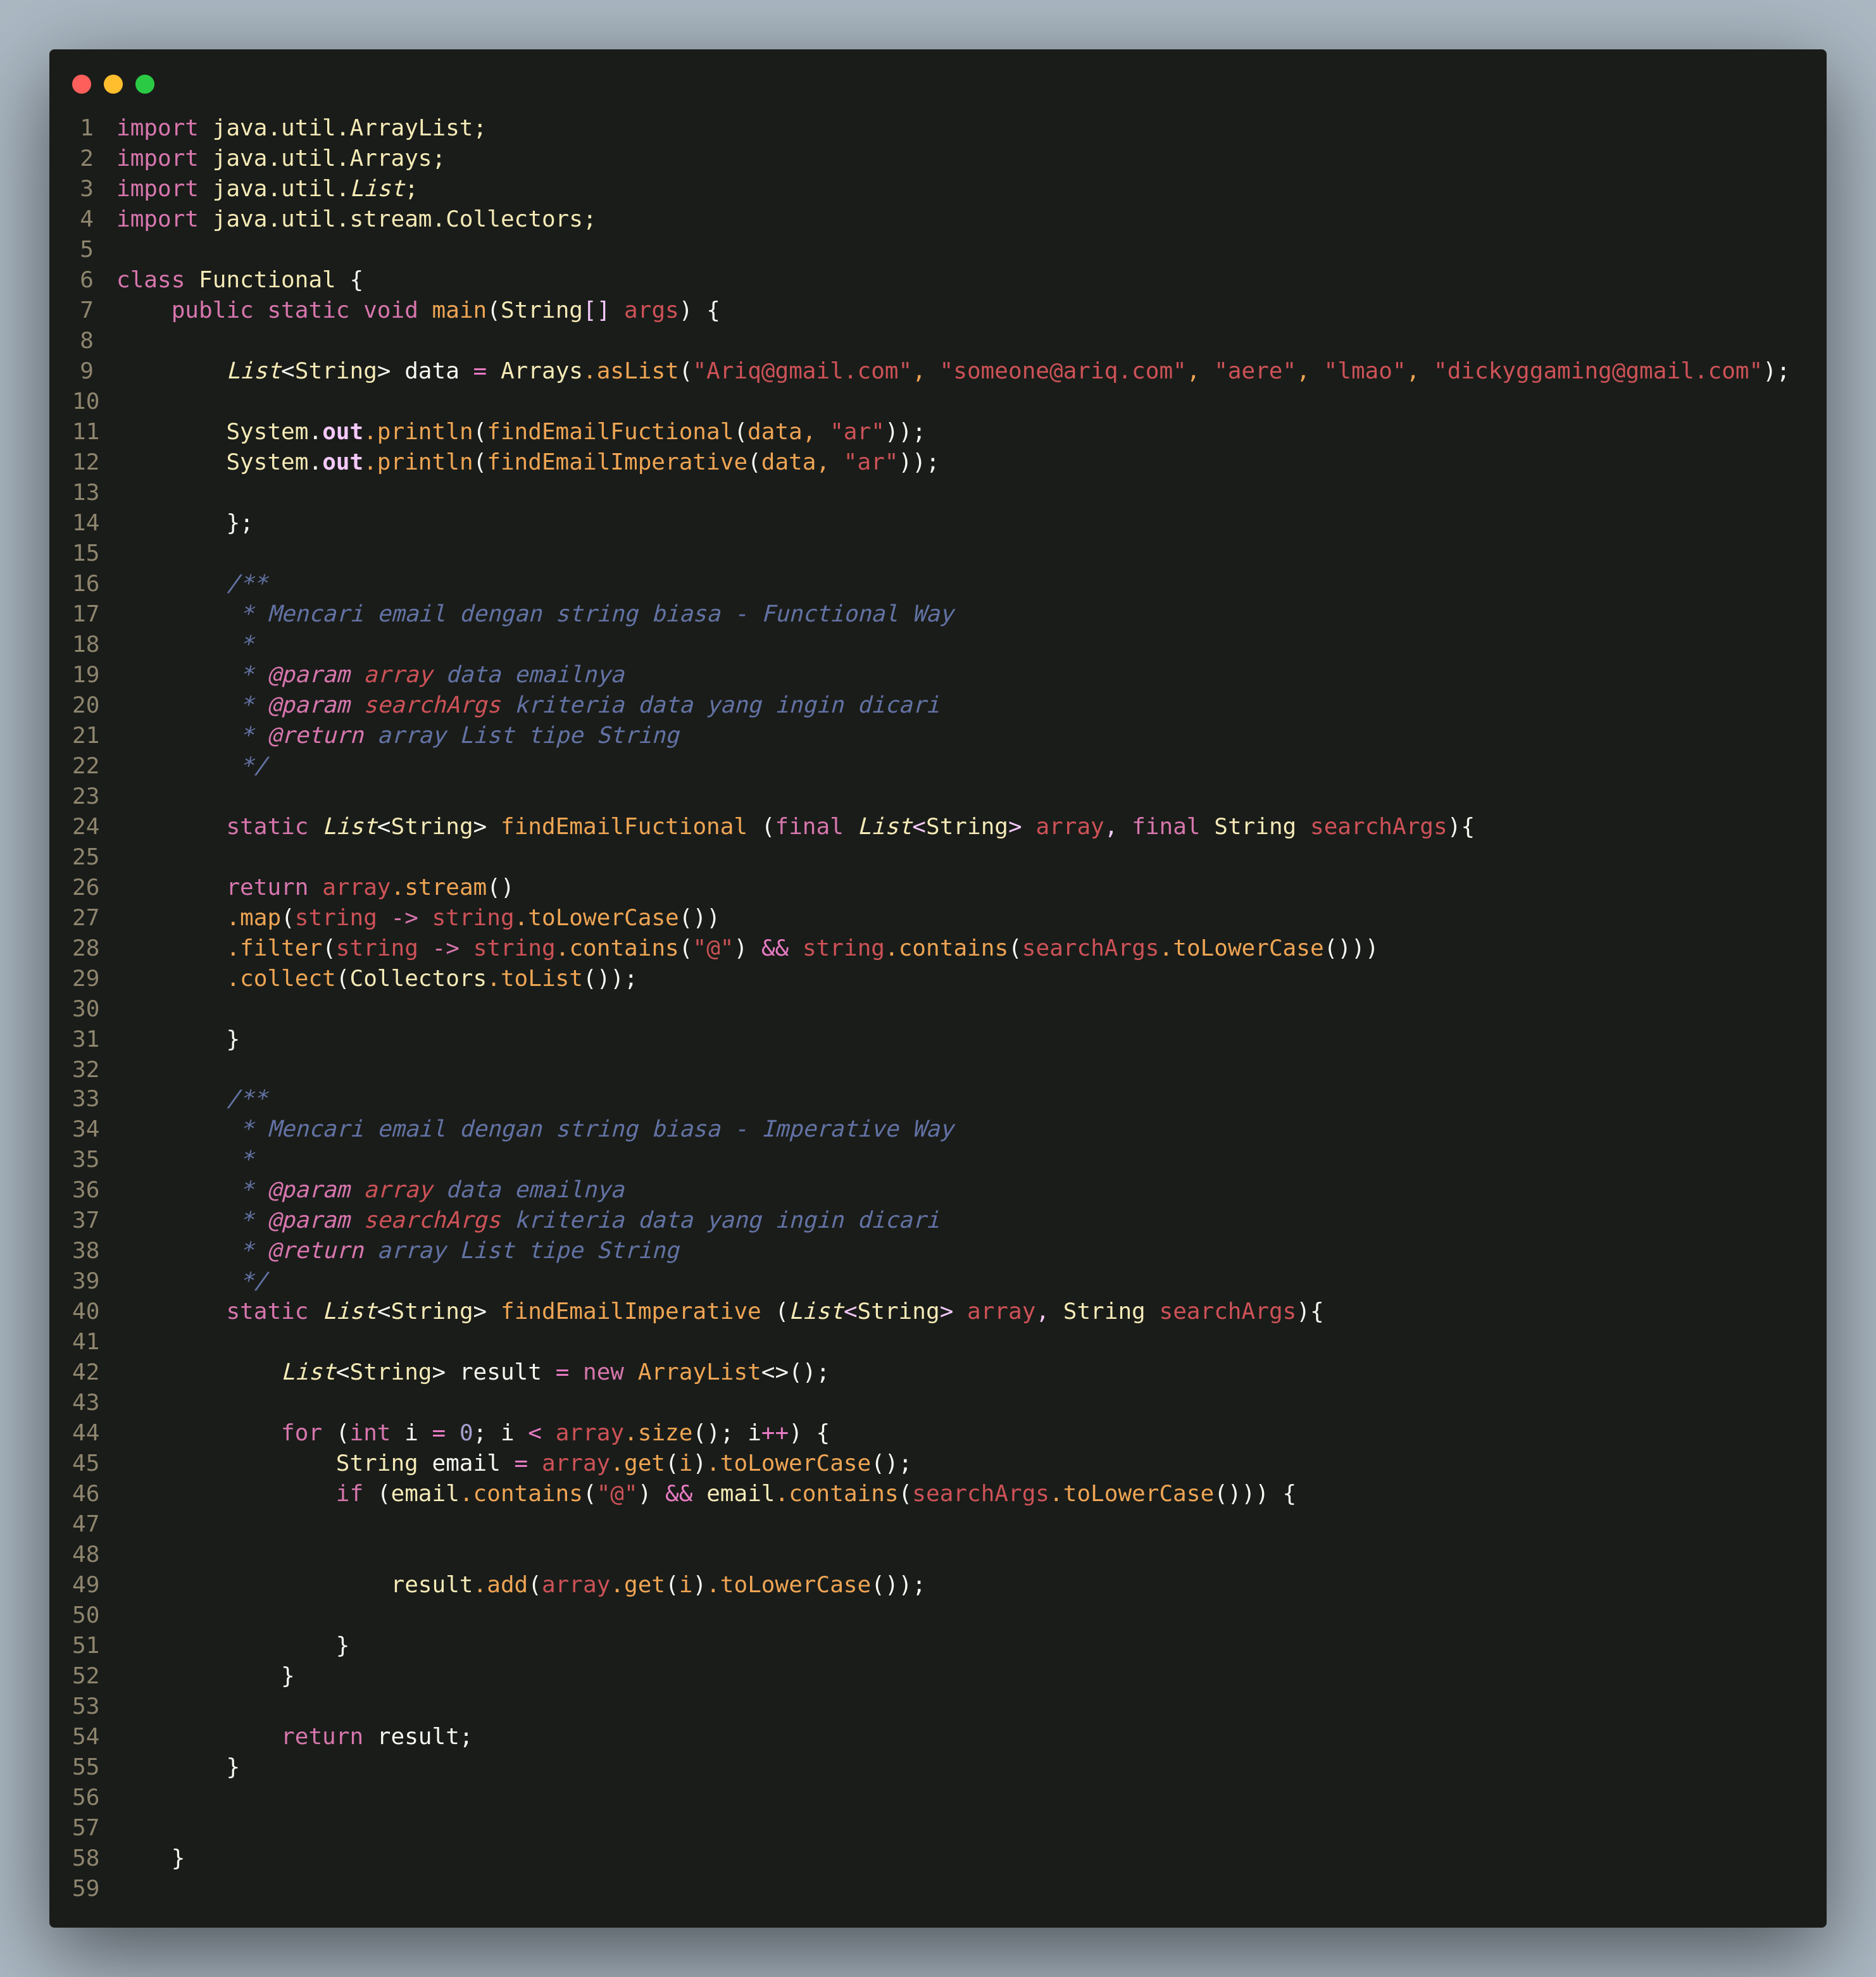 1 import java.util.ArrayList;
2 import java.util.Arrays;
3 import java.util.List;
4 import java.util.stream.Collectors;
5
6 class Functional {
7     public static void main(String[] args) {
8
9         List<String> data = Arrays.asList("Ariq@gmail.com", "someone@ariq.com", "aere", "lmao", "dickyggaming@gmail.com");
10
11         System.out.println(findEmailFuctional(data, "ar"));
12         System.out.println(findEmailImperative(data, "ar"));
13
14         };
15
16         /**
17          * Mencari email dengan string biasa - Functional Way
18          *
19          * @param array data emailnya
20          * @param searchArgs kriteria data yang ingin dicari
21          * @return array List tipe String
22          */
23
24         static List<String> findEmailFuctional (final List<String> array, final String searchArgs){
25
26         return array.stream()
27         .map(string -> string.toLowerCase())
28         .filter(string -> string.contains("@") && string.contains(searchArgs.toLowerCase()))
29         .collect(Collectors.toList());
30
31         }
32
33         /**
34          * Mencari email dengan string biasa - Imperative Way
35          *
36          * @param array data emailnya
37          * @param searchArgs kriteria data yang ingin dicari
38          * @return array List tipe String
39          */
40         static List<String> findEmailImperative (List<String> array, String searchArgs){
41
42             List<String> result = new ArrayList<>();
43
44             for (int i = 0; i < array.size(); i++) {
45                 String email = array.get(i).toLowerCase();
46                 if (email.contains("@") && email.contains(searchArgs.toLowerCase())) {
47
48
49                     result.add(array.get(i).toLowerCase());
50
51                 }
52             }
53
54             return result;
55         }
56
57
58     }
59